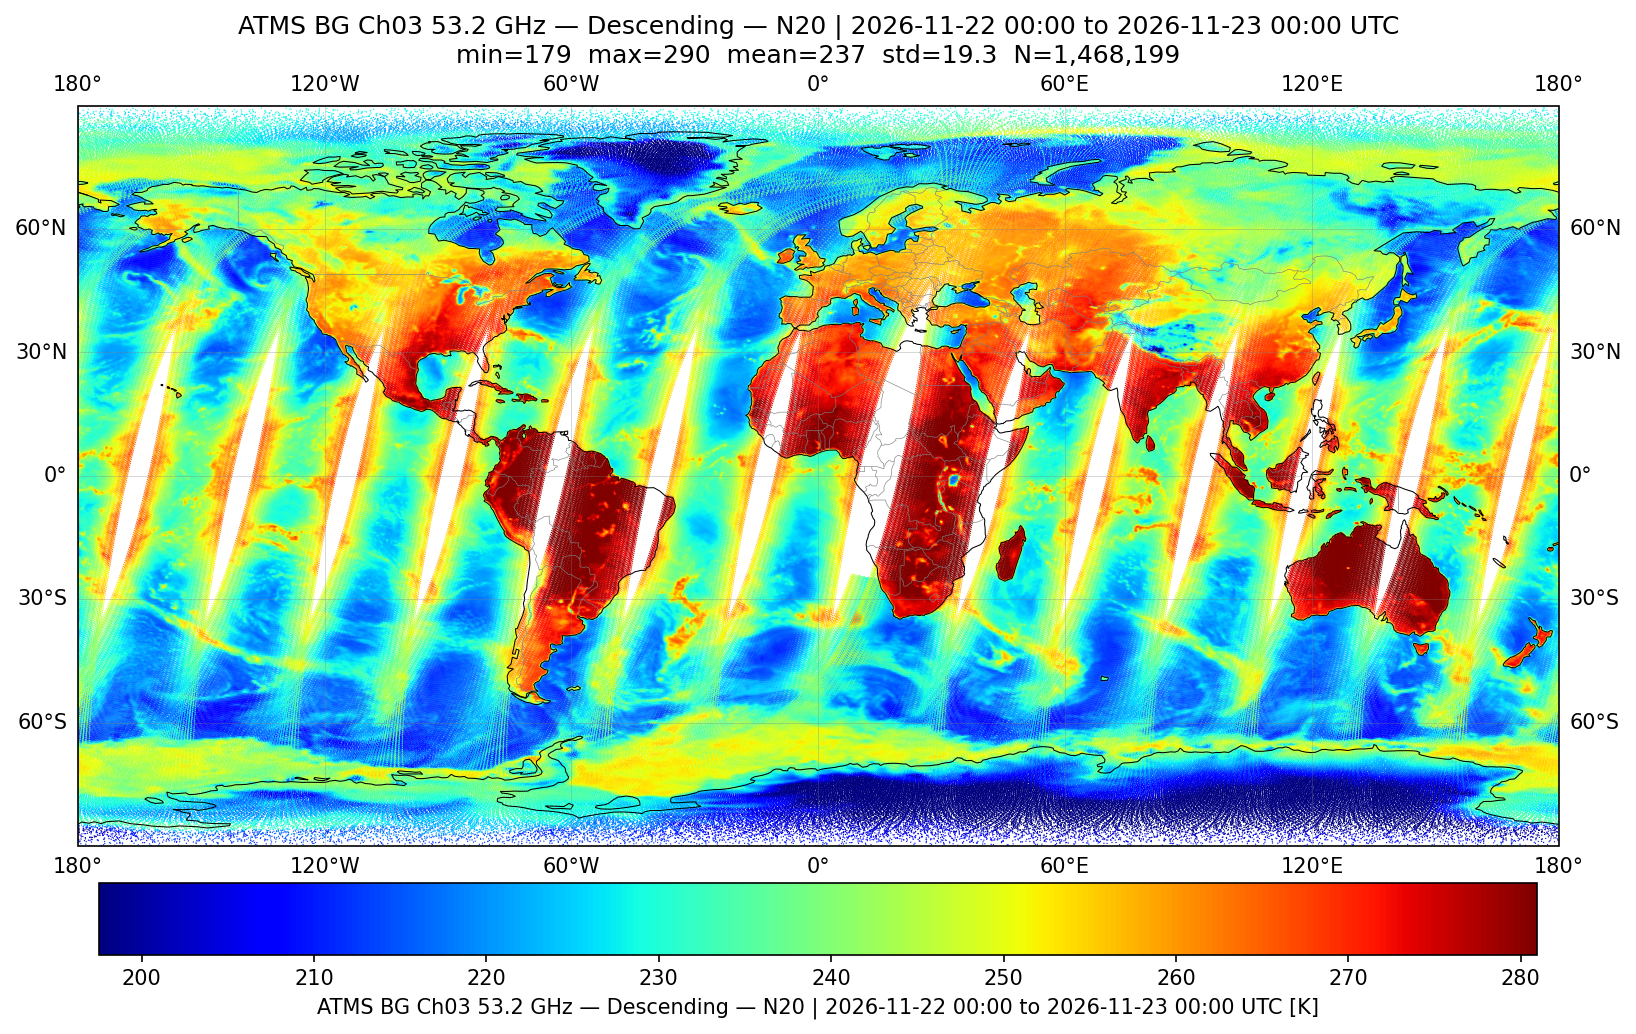 ATMS BG Ch03 53.2 GHz — Descending — N20 | 2026-11-22 00:00 to 2026-11-23 00:00 UTC
min=179  max=290  mean=237  std=19.3  N=1,468,199
180° 120°W 60°W 0° 60°E 120°E 180°
60°N 60°N
30°N 30°N
0° 0°
30°S 30°S
60°S 60°S
180° 120°W 60°W 0° 60°E 120°E 180°
200 210 220 230 240 250 260 270 280
ATMS BG Ch03 53.2 GHz — Descending — N20 | 2026-11-22 00:00 to 2026-11-23 00:00 UTC [K]